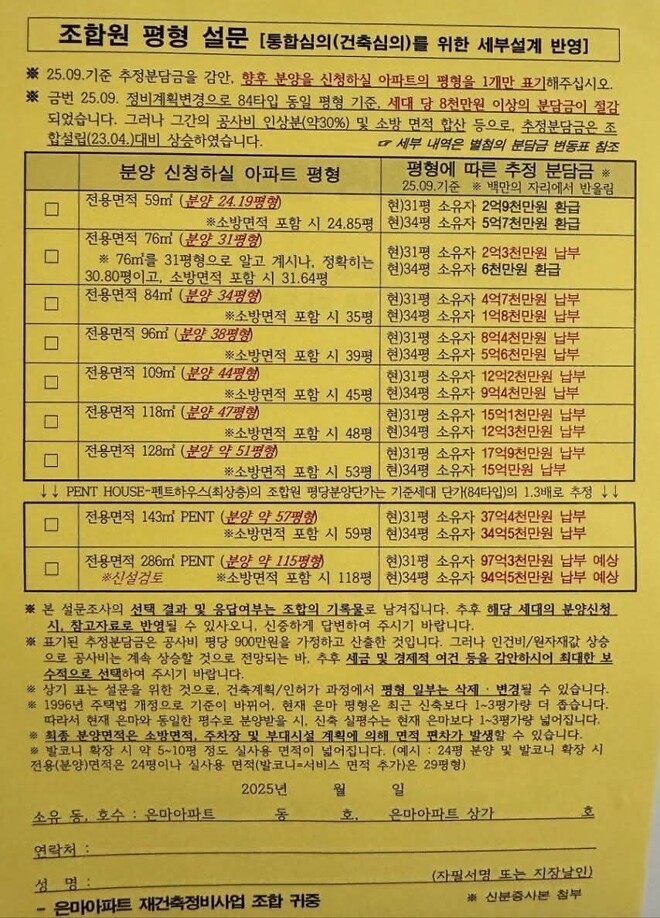 조합원 평형 설문 [통합심의(건축심의)를 위한 세부설계 반영]
※ 25.09.기준 추정분담금을 감안, 향후 분양을 신청하실 아파트의 평형을 1개만 표기해주십시오.
※ 금번 25.09. 정비계획변경으로 84타입 동일 평형 기준, 세대 당 8천만원 이상의 분담금이 절감
되었습니다. 그러나 그간의 공사비 인상분(약30%) 및 소방 면적 합산 등으로, 추정분담금은 조
합설립(23.04.)대비 상승하였습니다.
☞ 세부 내역은 별첨의 분담금 변동표 참조
분양 신청하실 아파트 평형
평형에 따른 추정 분담금 ※
25.09.기준 ※ 백만의 자리에서 반올림
□ 전용면적 59㎡ (분양 24.19평형)
※소방면적 포함 시 24.85평
현)31평 소유자 2억9천만원 환급
현)34평 소유자 5억7천만원 환급
□ 전용면적 76㎡ (분양 31평형)
※ 76㎡를 31평형으로 알고 계시나, 정확히는
30.80평이고, 소방면적 포함 시 31.64평
현)31평 소유자 2억3천만원 납부
현)34평 소유자 6천만원 환급
□ 전용면적 84㎡ (분양 34평형)
※소방면적 포함 시 35평
현)31평 소유자 4억7천만원 납부
현)34평 소유자 1억8천만원 납부
□ 전용면적 96㎡ (분양 38평형)
※소방면적 포함 시 39평
현)31평 소유자 8억4천만원 납부
현)34평 소유자 5억6천만원 납부
□ 전용면적 109㎡ (분양 44평형)
※소방면적 포함 시 45평
현)31평 소유자 12억2천만원 납부
현)34평 소유자 9억4천만원 납부
□ 전용면적 118㎡ (분양 47평형)
※소방면적 포함 시 48평
현)31평 소유자 15억1천만원 납부
현)34평 소유자 12억3천만원 납부
□ 전용면적 128㎡ (분양 약 51평형)
※소방면적 포함 시 53평
현)31평 소유자 17억9천만원 납부
현)34평 소유자 15억만원 납부
↓↓ PENT HOUSE-펜트하우스(최상층)의 조합원 평당분양단가는 기준세대 단가(84타입)의 1.3배로 추정 ↓↓
□ 전용면적 143㎡ PENT (분양 약 57평형)
※소방면적 포함 시 59평
현)31평 소유자 37억4천만원 납부
현)34평 소유자 34억5천만원 납부
□ 전용면적 286㎡ PENT (분양 약 115평형)
※신설검토 ※소방면적 포함 시 118평
현)31평 소유자 97억3천만원 납부 예상
현)34평 소유자 94억5천만원 납부 예상
※ 본 설문조사의 선택 결과 및 응답여부는 조합의 기록물로 남겨집니다. 추후 해당 세대의 분양신청
시, 참고자료로 반영될 수 있사오니, 신중하게 답변하여 주시기 바랍니다.
※ 표기된 추정분담금은 공사비 평당 900만원을 가정하고 산출한 것입니다. 그러나 인건비/원자재값 상승
으로 공사비는 계속 상승할 것으로 전망되는 바, 추후 세금 및 경제적 여건 등을 감안하시어 최대한 보
수적으로 선택하여 주시기 바랍니다.
※ 상기 표는 설문을 위한 것으로, 건축계획/인허가 과정에서 평형 일부는 삭제·변경될 수 있습니다.
※ 1996년 주택법 개정으로 기준이 바뀌어, 현재 은마 평형은 최근 신축보다 1~3평가량 더 좁습니다.
따라서 현재 은마와 동일한 평수로 분양받을 시, 신축 실평수는 현재 은마보다 1~3평가량 넓어집니다.
※ 최종 분양면적은 소방면적, 주차장 및 부대시설 계획에 의해 면적 편차가 발생할 수 있습니다.
※ 발코니 확장 시 약 5~10평 정도 실사용 면적이 넓어집니다. (예시 : 24평 분양 및 발코니 확장 시
전용(분양)면적은 24평이나 실사용 면적(발코니=서비스 면적 추가)은 29평형)
2025년 월 일
소유 동, 호수 : 은마아파트 동 호, 은마아파트 상가 호
연락처 :
성 명 : (자필서명 또는 지장날인)
- 은마아파트 재건축정비사업 조합 귀중
※ 신분증사본 첨부